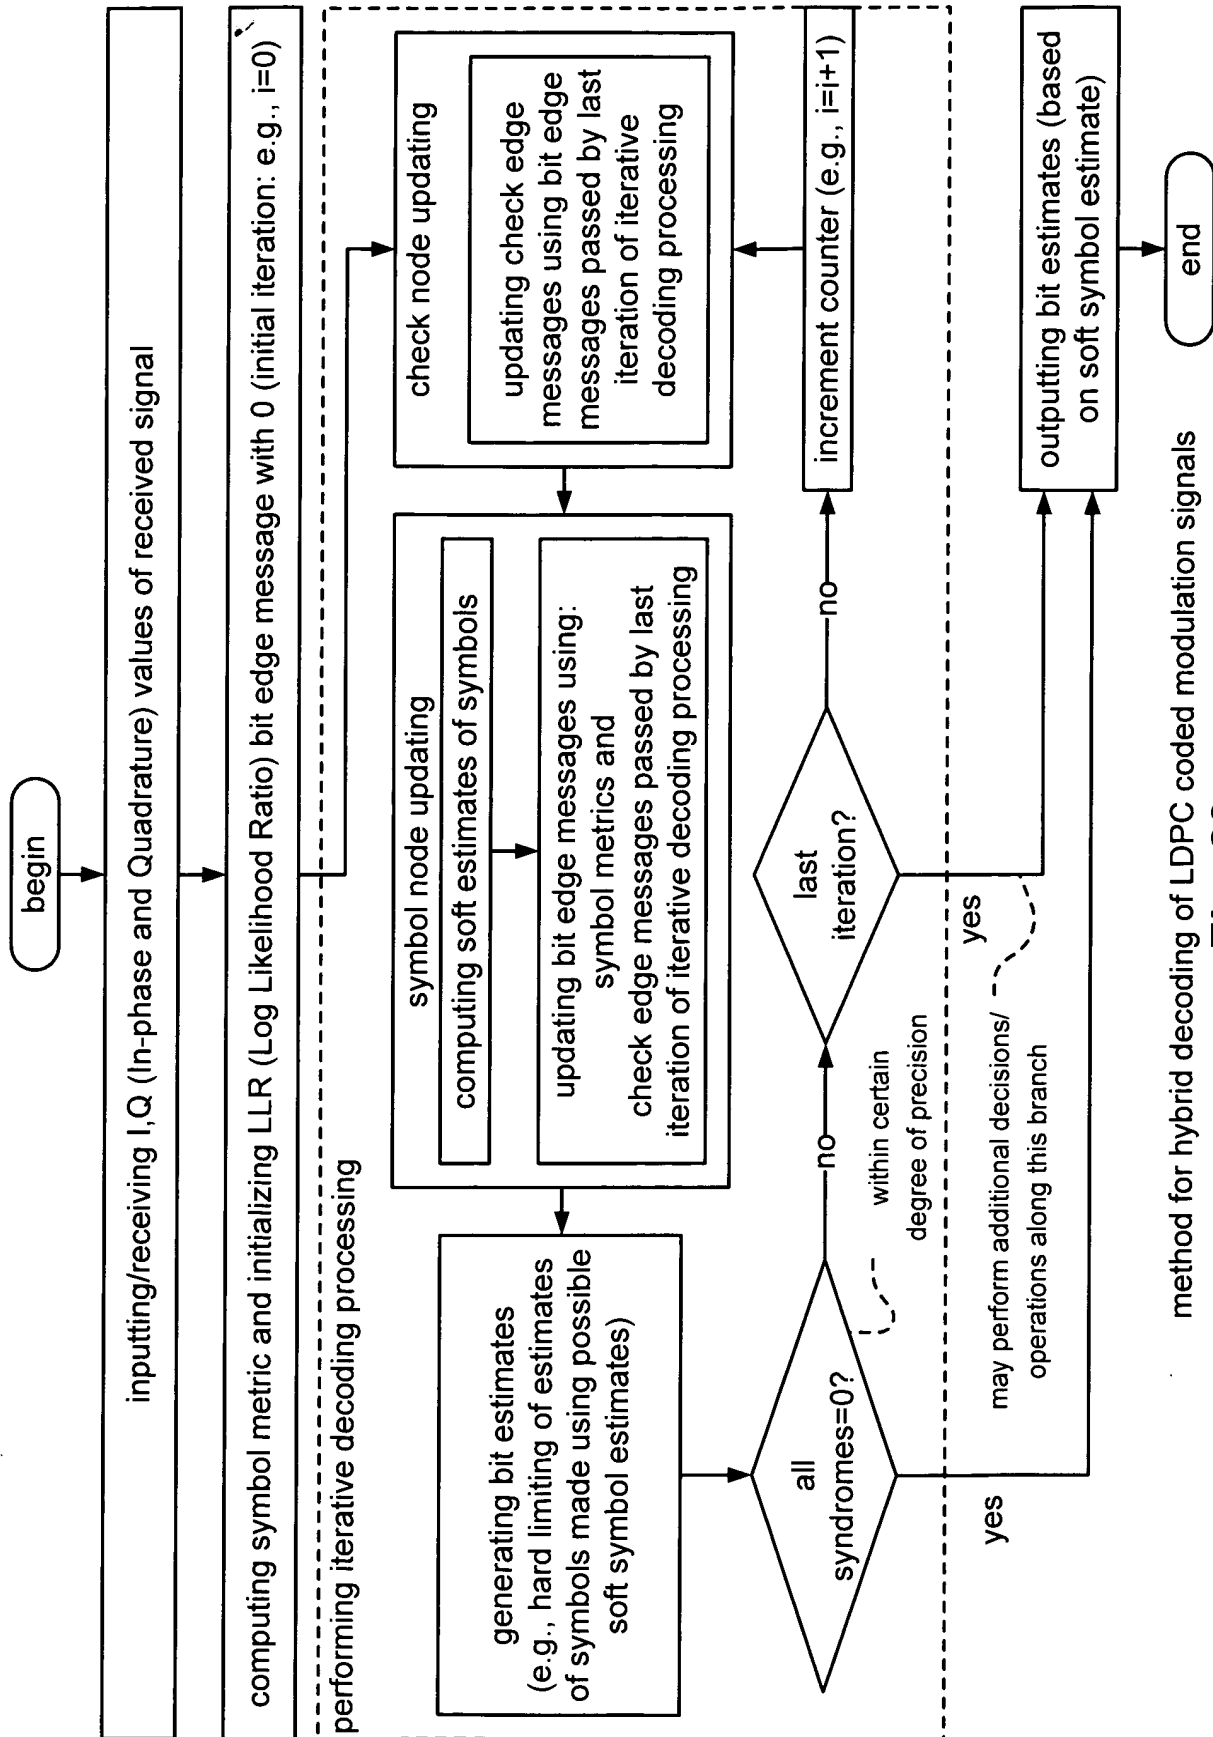 begin
inputting/receiving I,Q (In-phase and Quadrature) values of received signal
computing symbol metric and initializing LLR (Log Likelihood Ratio) bit edge message with 0 (initial iteration: e.g., i=0)
performing iterative decoding processing
check node updating
updating check edge
messages using bit edge
messages passed by last
iteration of iterative
decoding processing
symbol node updating
computing soft estimates of symbols
updating bit edge messages using:
symbol metrics and
check edge messages passed by last
iteration of iterative decoding processing
generating bit estimates
(e.g., hard limiting of estimates
of symbols made using possible
soft symbol estimates)
all
syndromes=0?
no
within certain
degree of precision
last
iteration?
no
increment counter (e.g., i=i+1)
yes
yes
may perform additional decisions/
operations along this branch
outputting bit estimates (based
on soft symbol estimate)
end
method for hybrid decoding of LDPC coded modulation signals